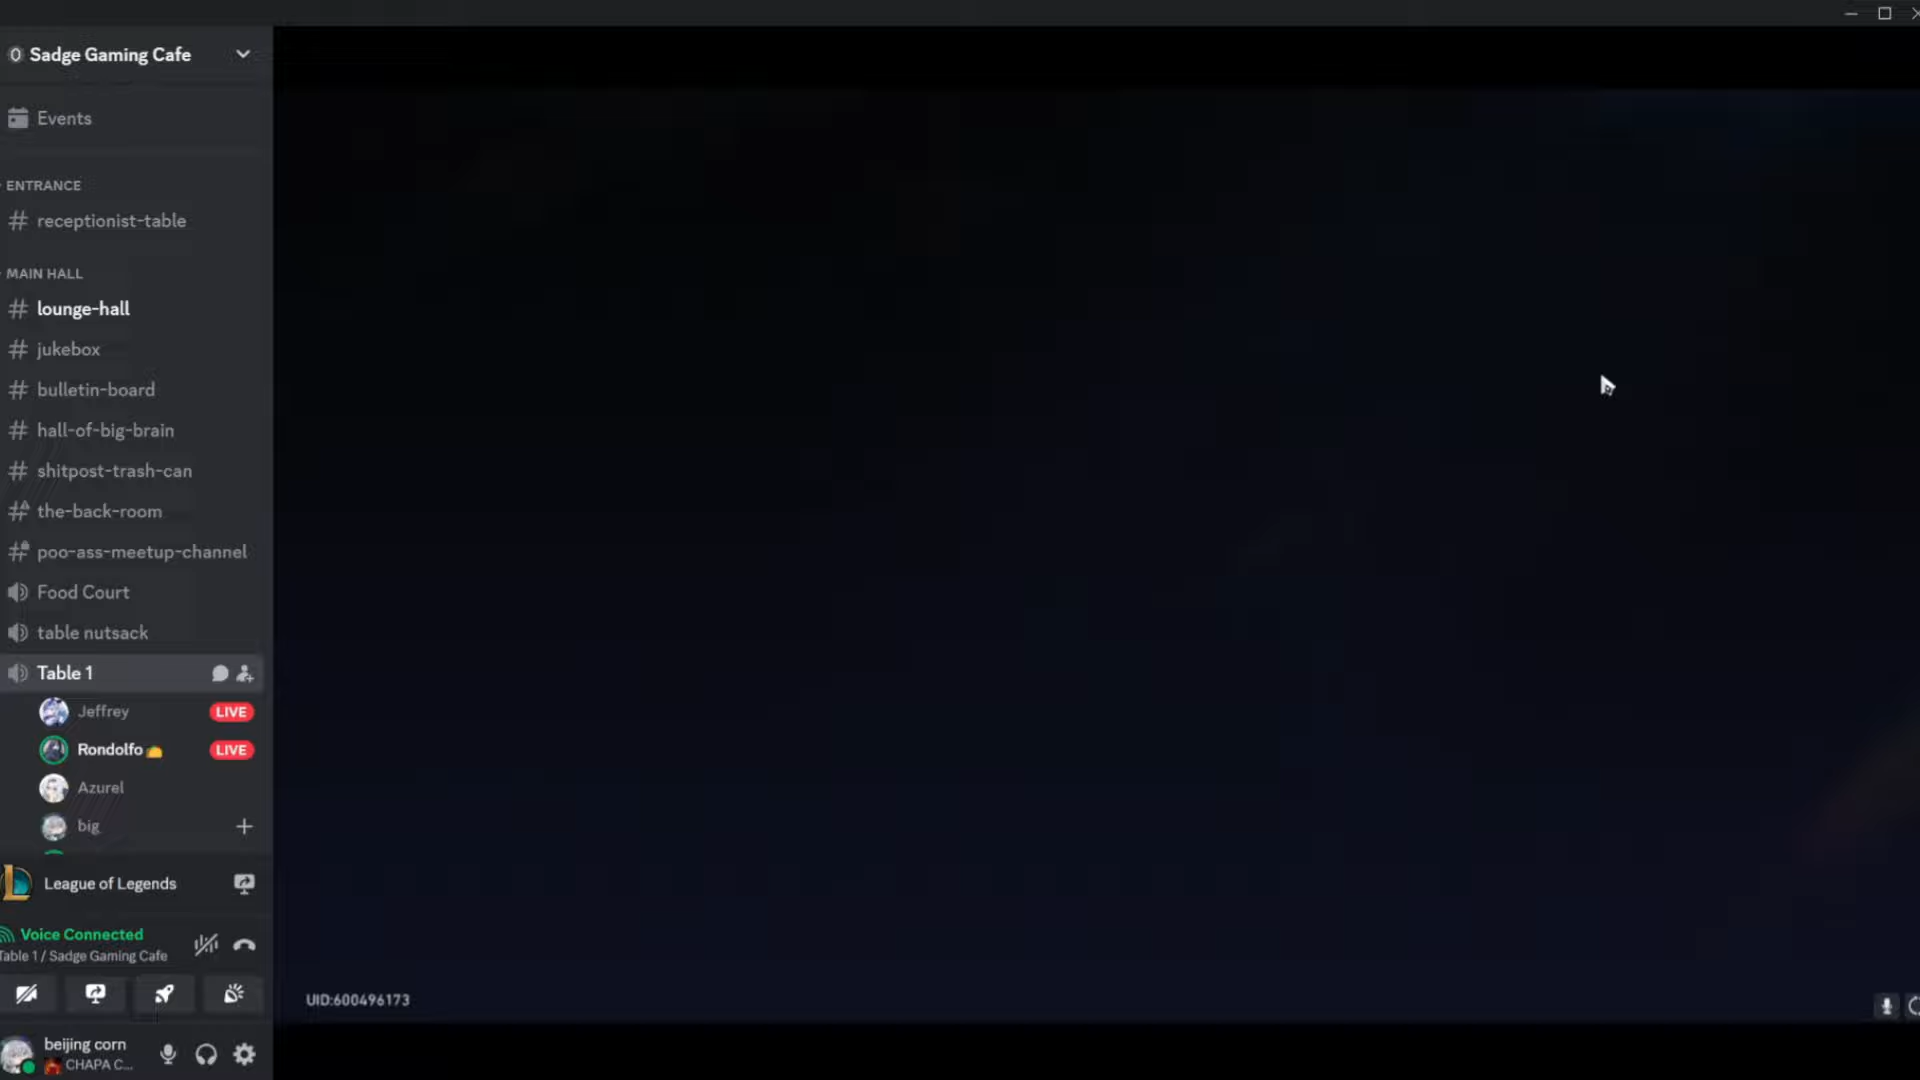 Sadge Gaming Cafe
Events
ENTRANCE
receptionist-table
MAIN HALL
lounge-hall
jukebox
bulletin-board
hall-of-big-brain
shitpost-trash-can
the-back-room
poo-ass-meetup-channel
Food Court
table nutsack
Table 1
Jeffrey LIVE
Rondolfo LIVE
Azurel
big
League of Legends
Voice Connected
Table 1 / Sadge Gaming Cafe
UID:600496173
beijing corn
CHAPA C...